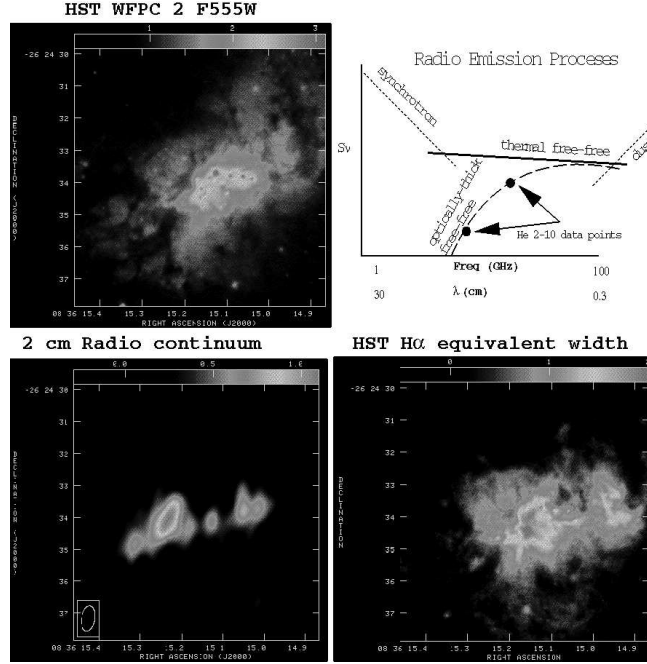 HST WFPC 2 F555W
1 2 3
-26 24 30
31
32
33
34
35
36
37
DECLINATION (J2000)
08 36 15.4 15.3 15.2 15.1 15.0 14.9
RIGHT ASCENSION (J2000)
Radio Emission Proceses
synchrotron
Sν
thermal free-free
dus
optically-thick
free-free
He 2-10 data points
1 Freq (GHz) 100
30 λ (cm) 0.3
2 cm Radio continuum
0.0 0.5 1.0
-26 24 30
31
32
33
34
35
36
37
DECLINATION (J2000)
08 36 15.4 15.3 15.2 15.1 15.0 14.9
RIGHT ASCENSION (J2000)
HST Hα equivalent width
0 1 2
-26 24 30
31
32
33
34
35
36
37
DECLINATION
08 36 15.4 15.3 15.2 15.1 15.0
RIGHT ASCENSION